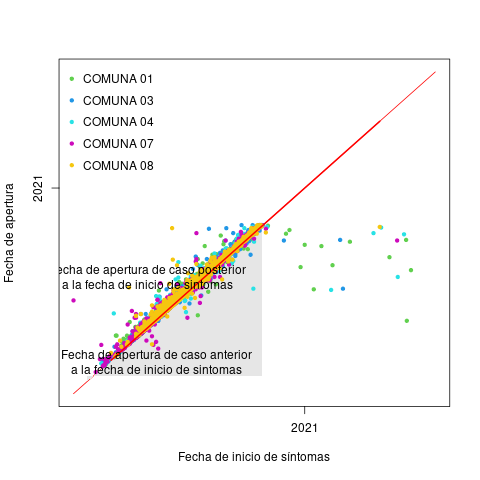 COMUNA 01
COMUNA 03
COMUNA 04
COMUNA 07
COMUNA 08
2021
Fecha de apertura
echa de apertura de caso posterior
a la fecha de inicio de síntomas
Fecha de apertura de caso anterior
a la fecha de inicio de síntomas
2021
Fecha de inicio de síntomas